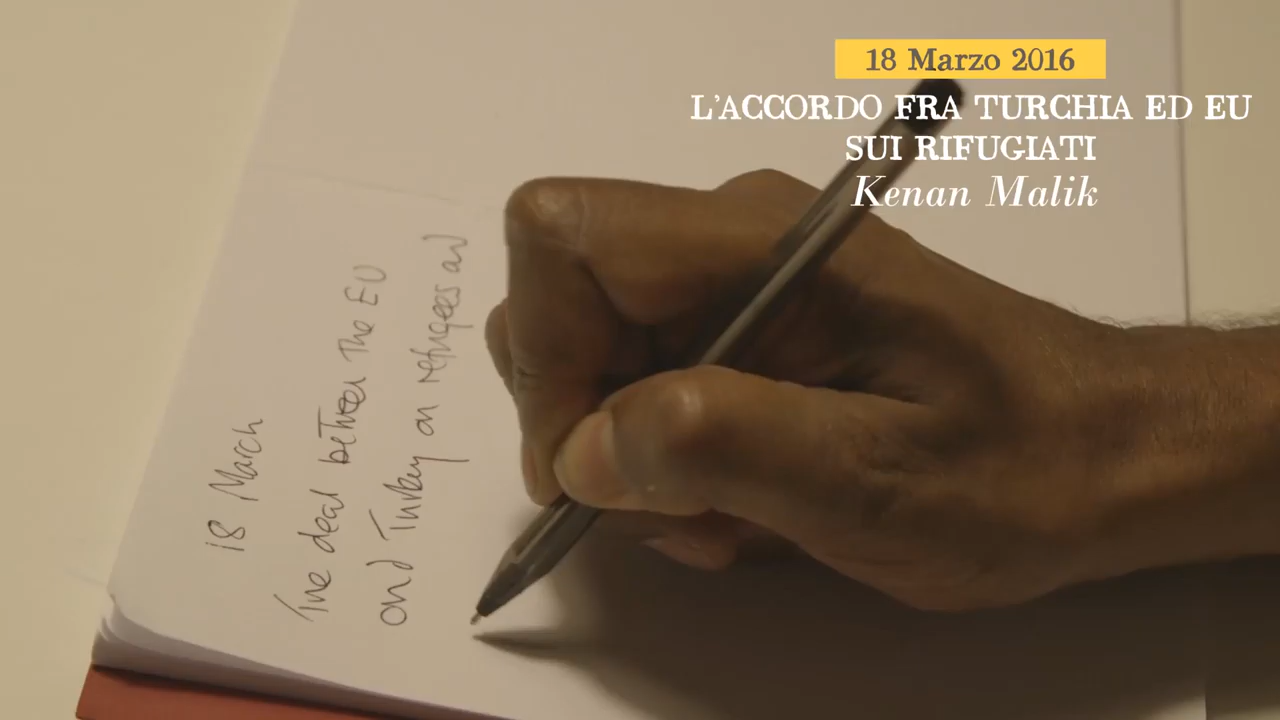 18 Marzo 2016
L'ACCORDO FRA TURCHIA ED EU
SUI RIFUGIATI
Kenan Malik
18 March
The deal between the EU
and Turkey on refugees and